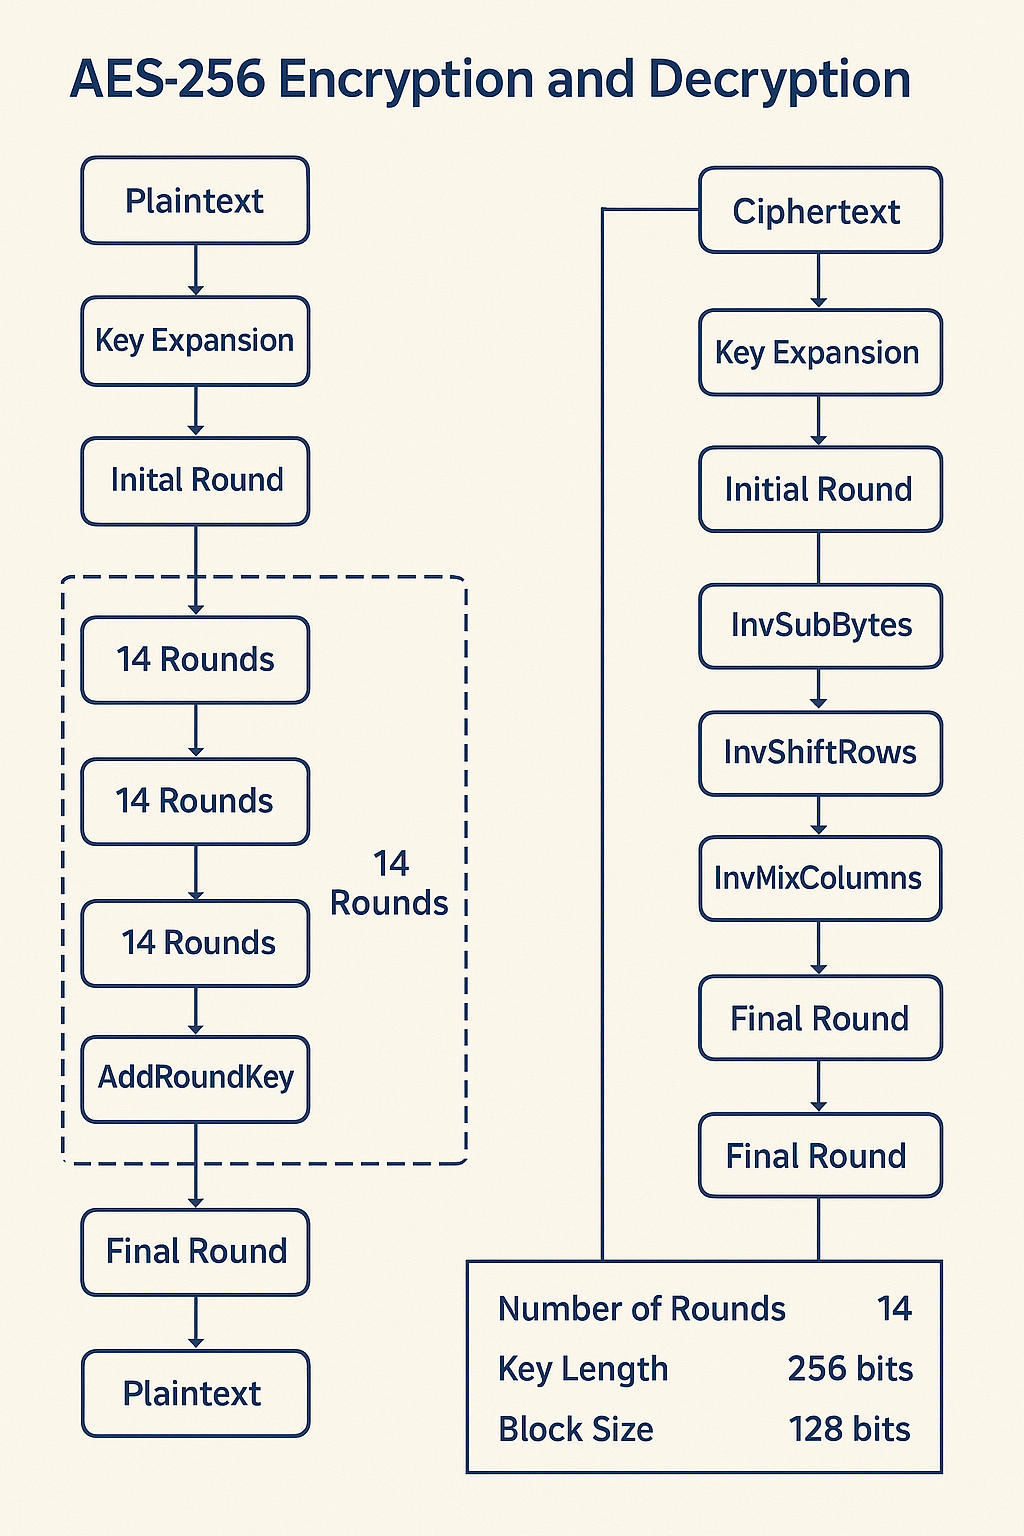 AES-256 Encryption and Decryption
Plaintext
Key Expansion
Inital Round
14 Rounds
14 Rounds
14 Rounds
AddRoundKey
14
Rounds
Final Round
Plaintext
Ciphertext
Key Expansion
Initial Round
InvSubBytes
InvShiftRows
InvMixColumns
Final Round
Final Round
Number of Rounds 14
Key Length 256 bits
Block Size 128 bits